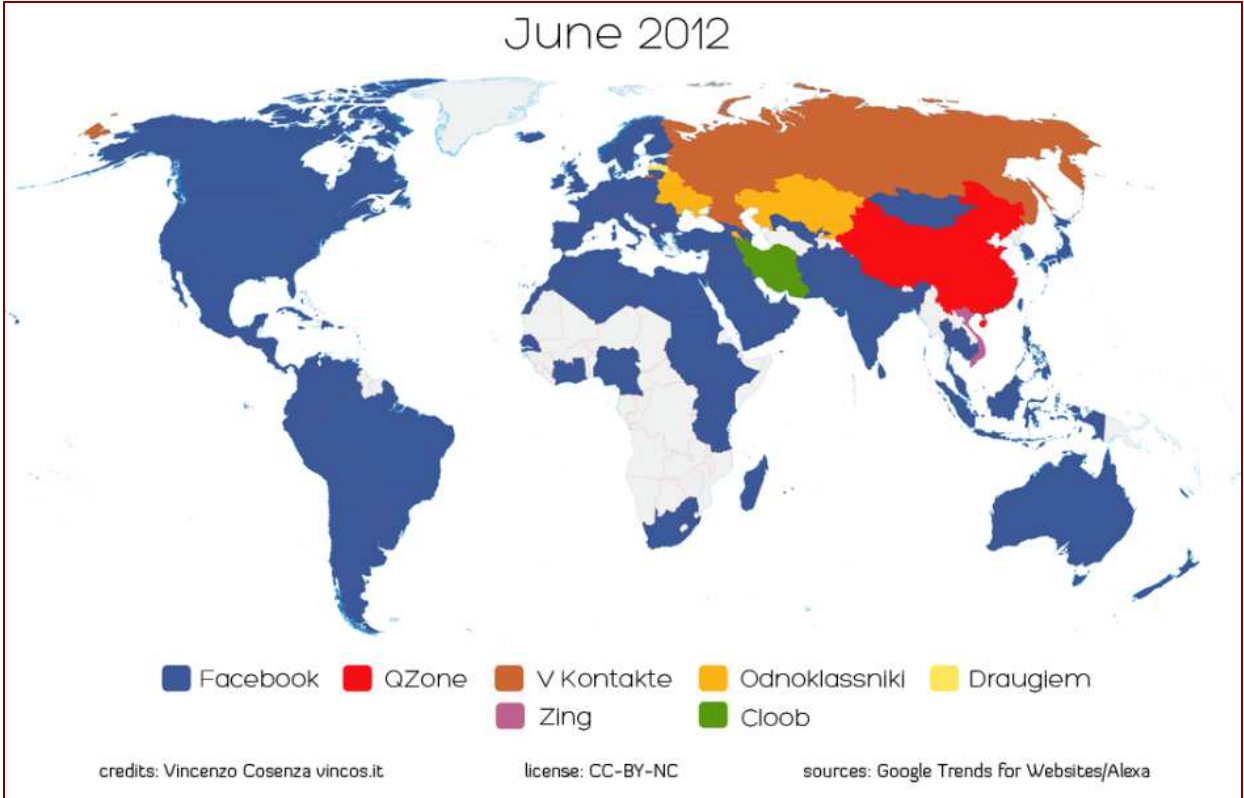 June 2012
Facebook QZone V Kontakte Odnoklassniki Draugiem
Zing Cloob
credits: Vincenzo Cosenza vincos.it license: CC-BY-NC sources: Google Trends for Websites/Alexa